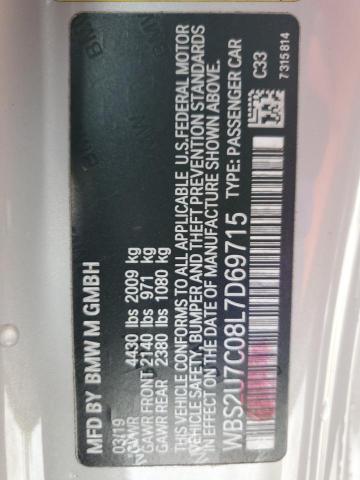 MFD BY BMW M GMBH
03/19
GVWR 4430 lbs 2009 kg
GAWR FRONT 2140 lbs 971 kg
GAWR REAR 2380 lbs 1080 kg
THIS VEHICLE CONFORMS TO ALL APPLICABLE U.S.FEDERAL MOTOR
VEHICLE SAFETY, BUMPER AND THEFT PREVENTION STANDARDS
IN EFFECT ON THE DATE OF MANUFACTURE SHOWN ABOVE.
WBS2U7C08L7D69715 TYPE: PASSENGER CAR
C33
7 315 814